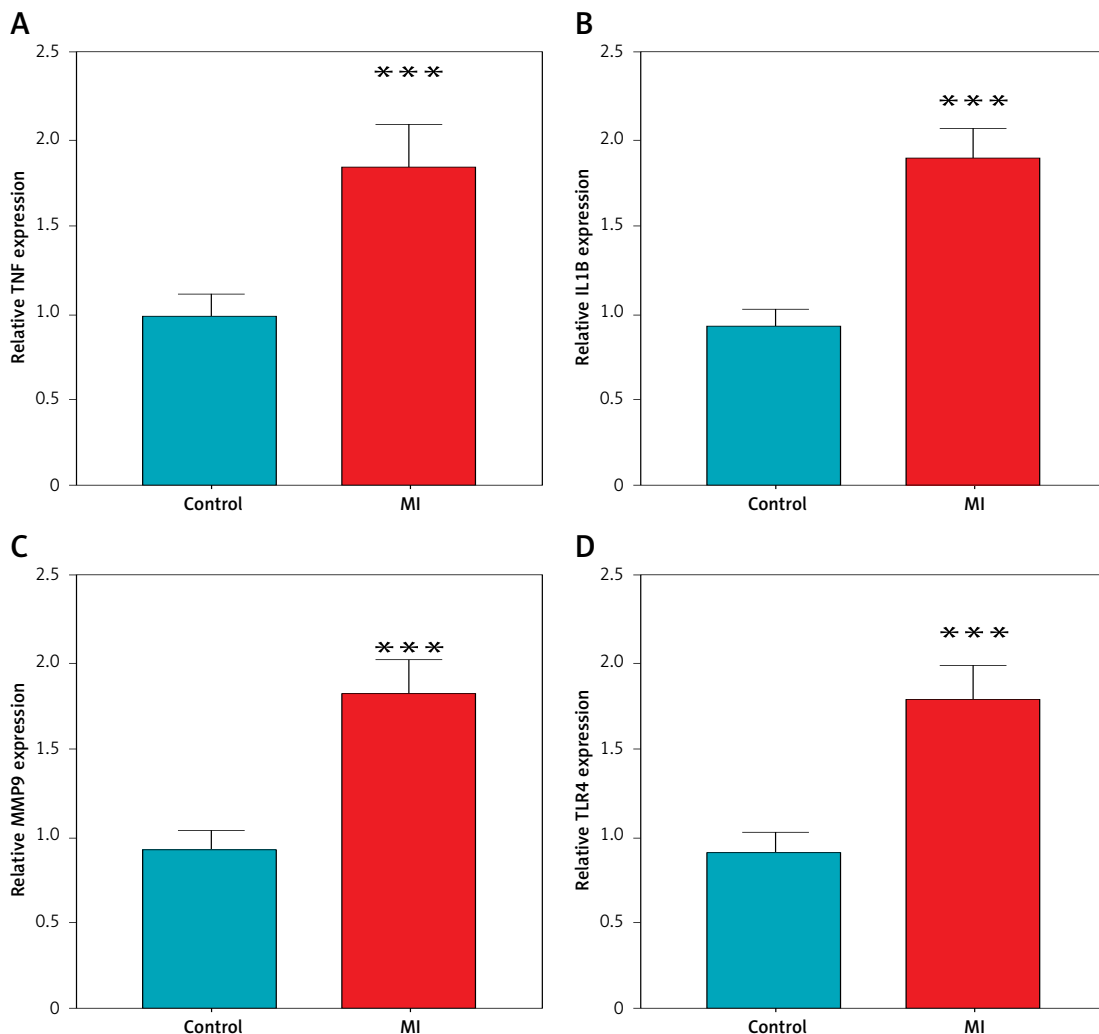 A
Relative TNF expression
2.5
2.0
1.5
1.0
0.5
0
***
Control MI
B
Relative IL1B expression
2.5
2.0
1.5
1.0
0.5
0
***
Control MI
C
Relative MMP9 expression
2.5
2.0
1.5
1.0
0.5
0
***
Control MI
D
Relative TLR4 expression
2.5
2.0
1.5
1.0
0.5
0
***
Control MI